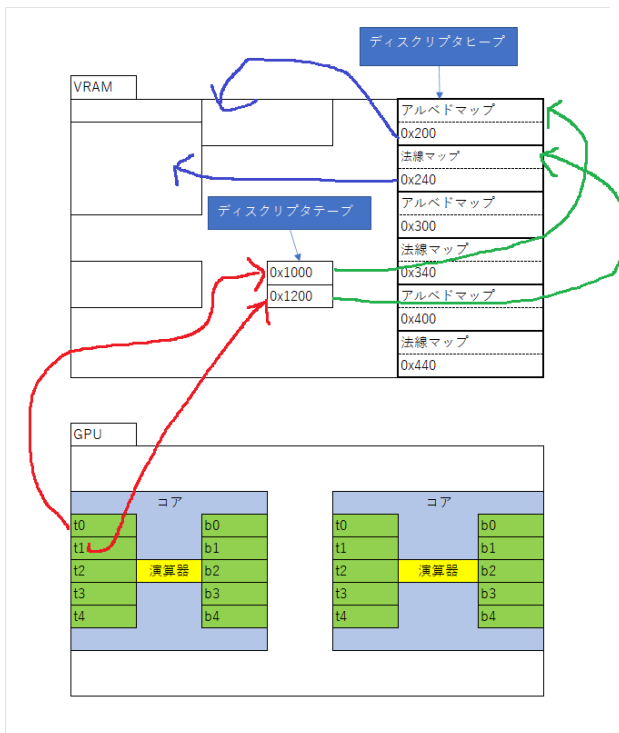 ディスクリプタヒープ
VRAM
アルベドマップ
0x200
法線マップ
0x240
アルベドマップ
0x300
法線マップ
0x340
アルベドマップ
0x400
法線マップ
0x440
ディスクリプタテーブ
0x1000
0x1200
GPU
コア
t0
b0
t1
b1
t2
演算器
b2
t3
b3
t4
b4
コア
t0
b0
t1
b1
t2
演算器
b2
t3
b3
t4
b4